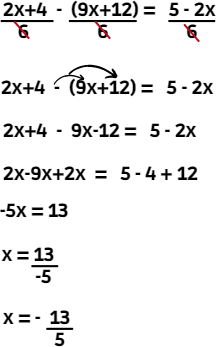 2x+4 - (9x+12) = 5 - 2x
6 6 6
2x+4 - (9x+12) = 5 - 2x
2x+4 - 9x-12 = 5 - 2x
2x-9x+2x = 5 - 4 + 12
-5x = 13
x = 13
-5
x = - 13
5